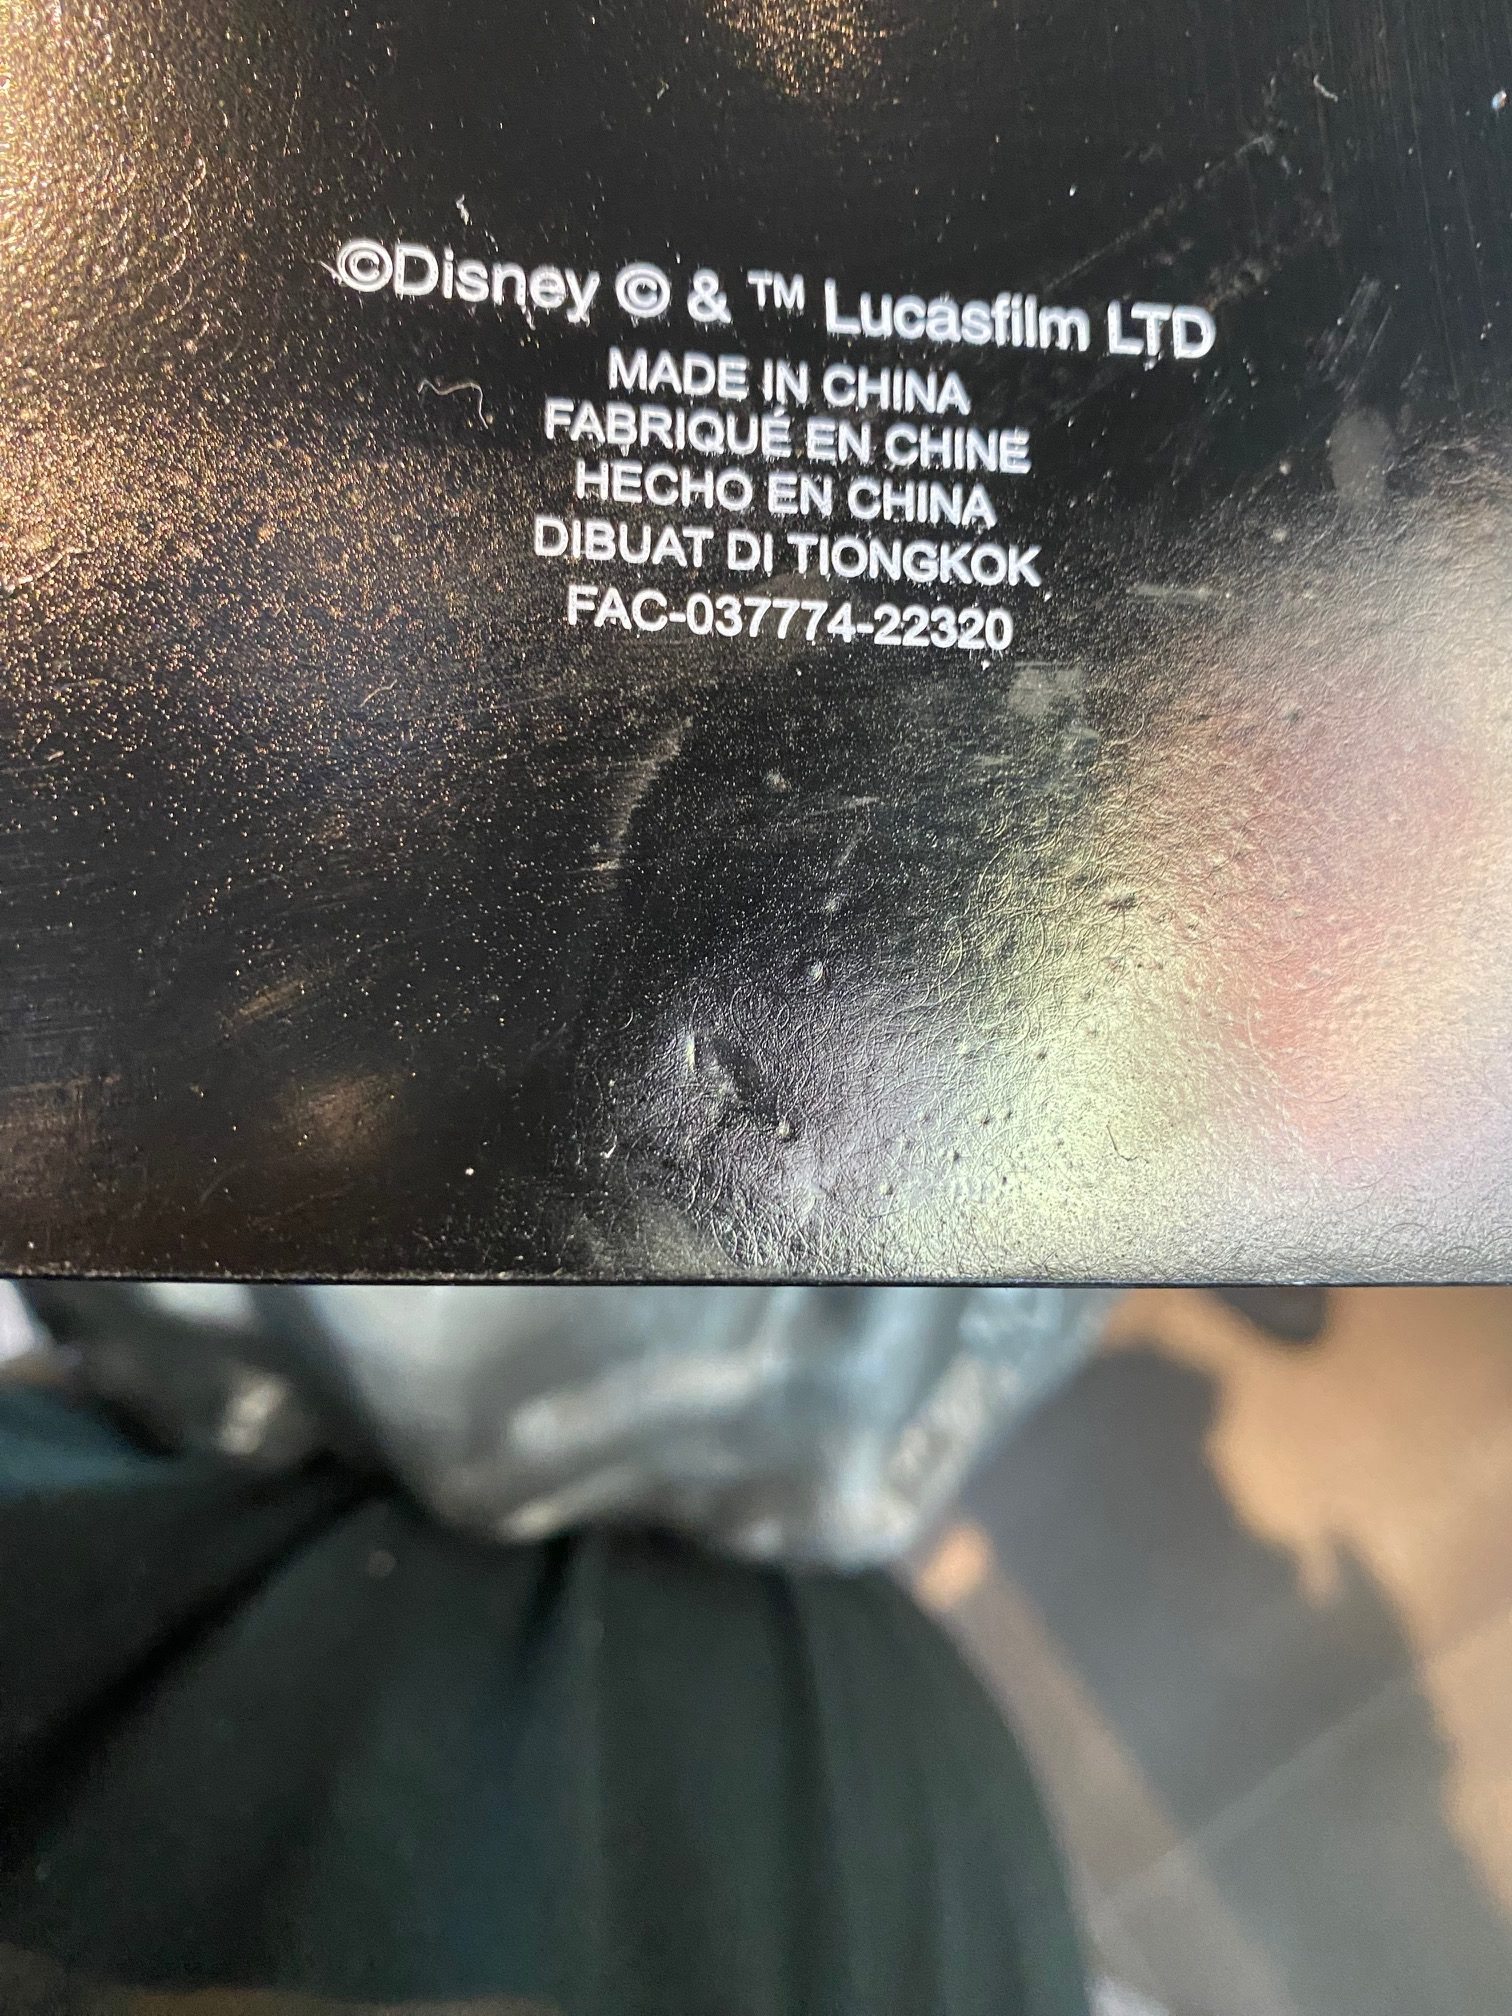 ©Disney © & ™ Lucasfilm LTD
MADE IN CHINA
FABRIQUÉ EN CHINE
HECHO EN CHINA
DIBUAT DI TIONGKOK
FAC-037774-22320